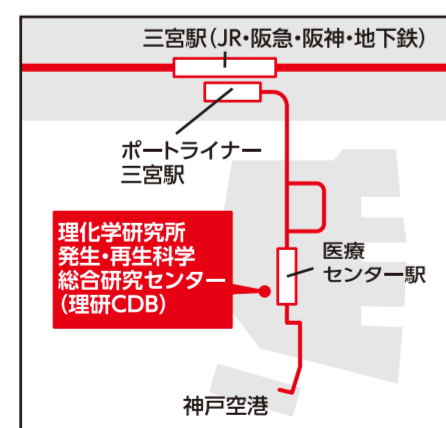 三宮駅(JR・阪急・阪神・地下鉄)
ポートライナー
三宮駅
理化学研究所
発生・再生科学
総合研究センター
(理研CDB)
医療
センター駅
神戸空港